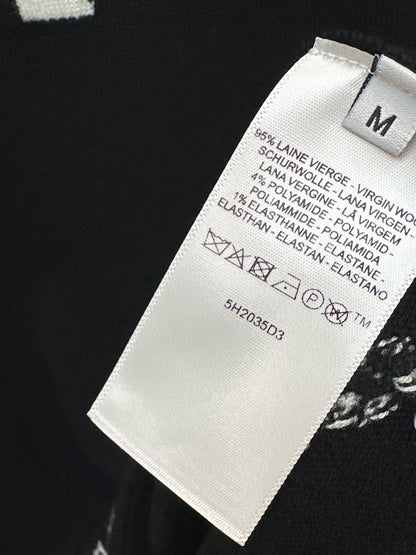 M
95% LAINE VIERGE - VIRGIN WOO
SCHURWOLLE - LANA VIRGEN -
LANA VERGINE - LÃ VIRGEM
4% POLYAMIDE - POLYAMID -
POLIAMMIDE - POLIAMIDA
1% ELASTHANNE - ELASTANE -
ELASTHAN - ELASTAN - ELASTANO
P W TM
5H2035D3